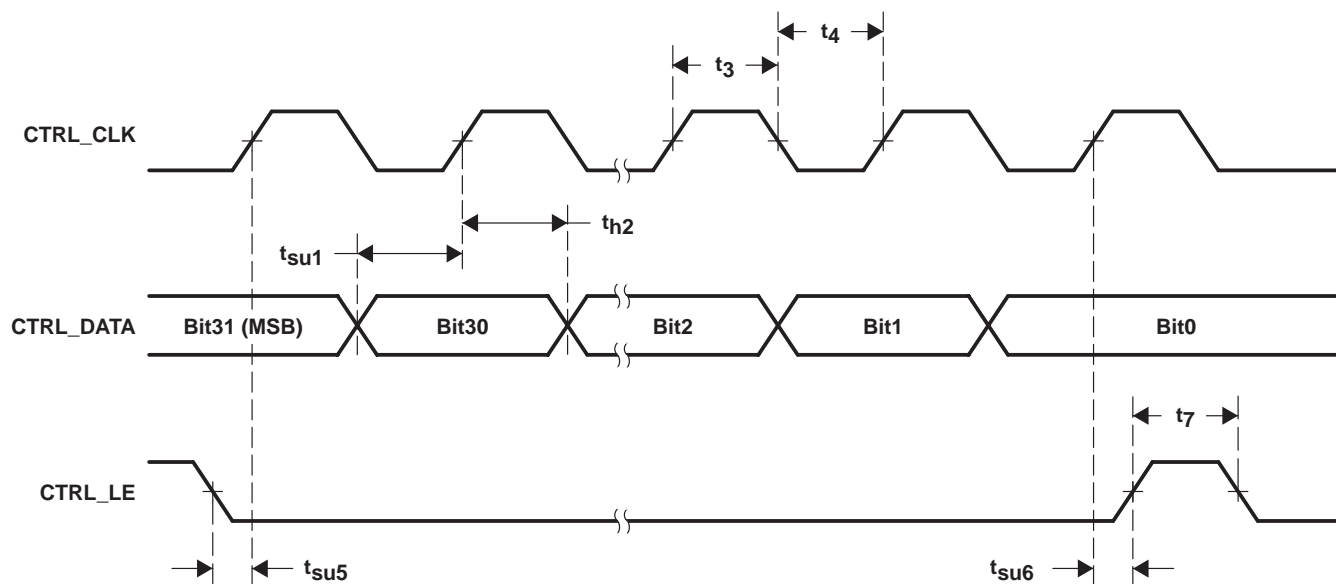 t4
t3
CTRL_CLK
th2
tsu1
CTRL_DATA Bit31 (MSB) Bit30 Bit2 Bit1 Bit0
t7
CTRL_LE
tsu5 tsu6